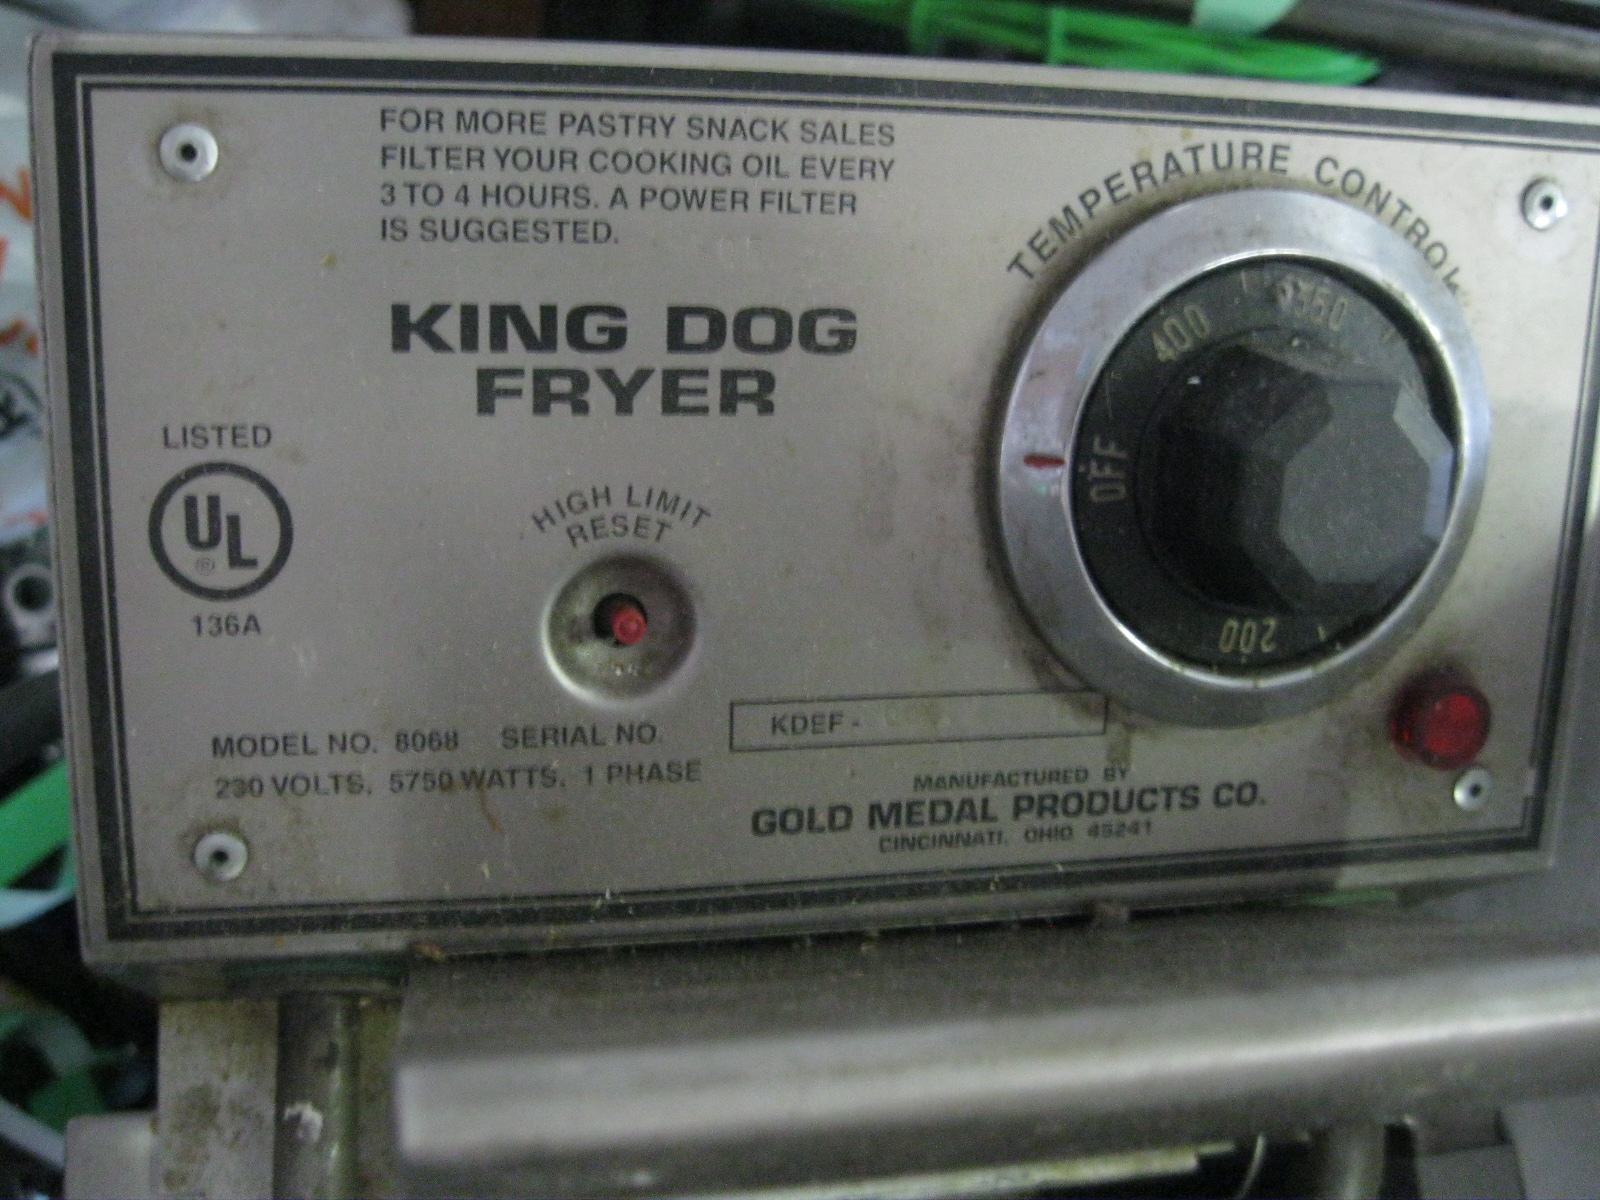 FOR MORE PASTRY SNACK SALES
FILTER YOUR COOKING OIL EVERY
3 TO 4 HOURS. A POWER FILTER
IS SUGGESTED.
TEMPERATURE CONTROL
KING DOG
FRYER
400
350
OFF
200
LISTED
UL
®
136A
HIGH LIMIT
RESET
MODEL NO. 8068 SERIAL NO.
KDEF -
230 VOLTS, 5750 WATTS, 1 PHASE
MANUFACTURED BY
GOLD MEDAL PRODUCTS CO.
CINCINNATI, OHIO 45241